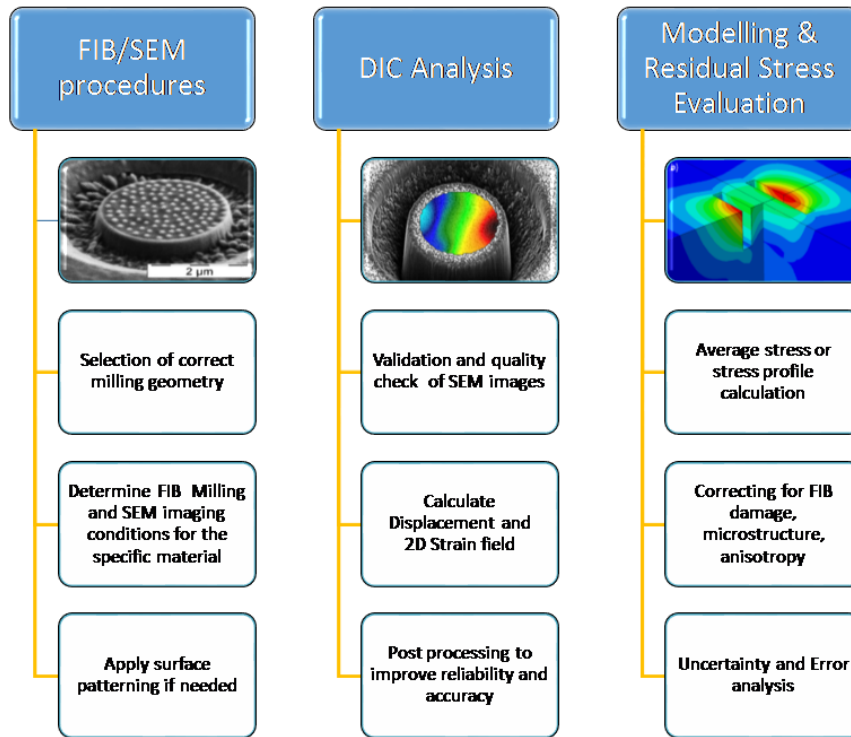 FIB/SEM
procedures
2 µm
Selection of correct
milling geometry
Determine FIB Milling
and SEM imaging
conditions for the
specific material
Apply surface
patterning if needed
DIC Analysis
Validation and quality
check of SEM images
Calculate
Displacement and
2D Strain field
Post processing to
improve reliability and
accuracy
Modelling &
Residual Stress
Evaluation
Average stress or
stress profile
calculation
Correcting for FIB
damage,
microstructure,
anisotropy
Uncertainty and Error
analysis